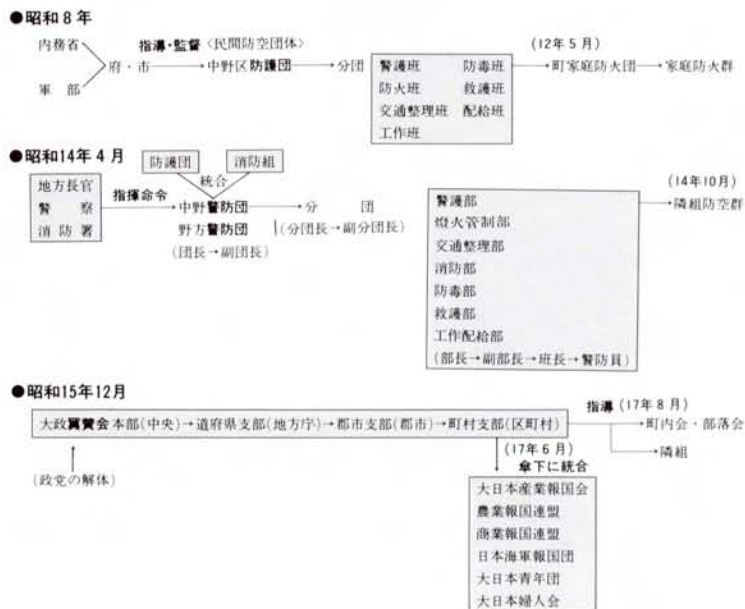 ●昭和8年
内務省
軍　部
府・市
指導・監督〈民間防空団体〉
中野区防護団
分団
警護班　防毒班
防火班　救護班
交通整理班　配給班
工作班
(12年5月)
町家庭防火団
家庭防火群
●昭和14年4月
防護団　消防組
統合
地方長官
警　察
消防署
指揮命令
中野警防団
野方警防団
(団長→副団長)
分　団
(分団長→副分団長)
警護部
燈火管制部
交通整理部
消防部
防毒部
救護部
工作配給部
(部長→副部長→班長→警防員)
(14年10月)
隣組防空群
●昭和15年12月
大政翼賛会本部(中央)→道府県支部(地方庁)→郡市支部(郡市)→町村支部(区町村)
(政党の解体)
指導(17年8月)
町内会・部落会
隣組
(17年6月)
傘下に統合
大日本産業報国会
農業報国連盟
商業報国連盟
日本海軍報国団
大日本青年団
大日本婦人会